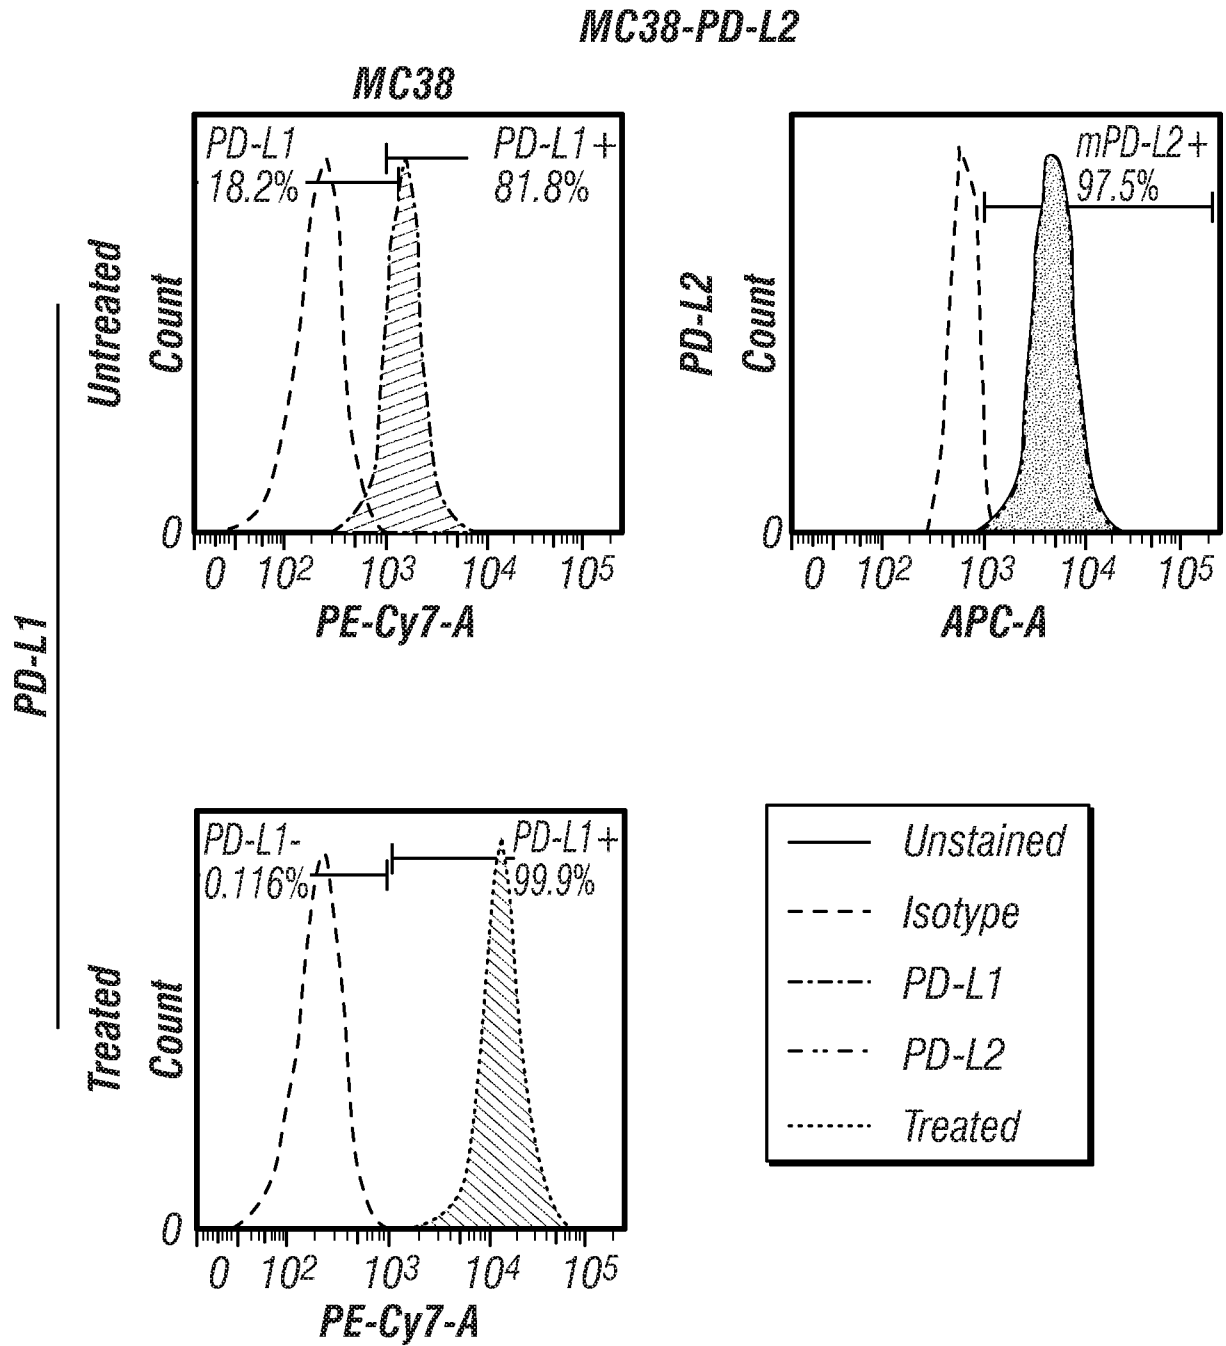 MC38-PD-L2
MC38
PD-L1
18.2%
PD-L1+
81.8%
Untreated
Count
0
0 10² 10³ 10⁴ 10⁵
PE-Cy7-A
mPD-L2+
97.5%
PD-L2
Count
0
0 10² 10³ 10⁴ 10⁵
APC-A
PD-L1
PD-L1-
0.116%
PD-L1+
99.9%
Treated
Count
0
0 10² 10³ 10⁴ 10⁵
PE-Cy7-A
Unstained
Isotype
PD-L1
PD-L2
Treated